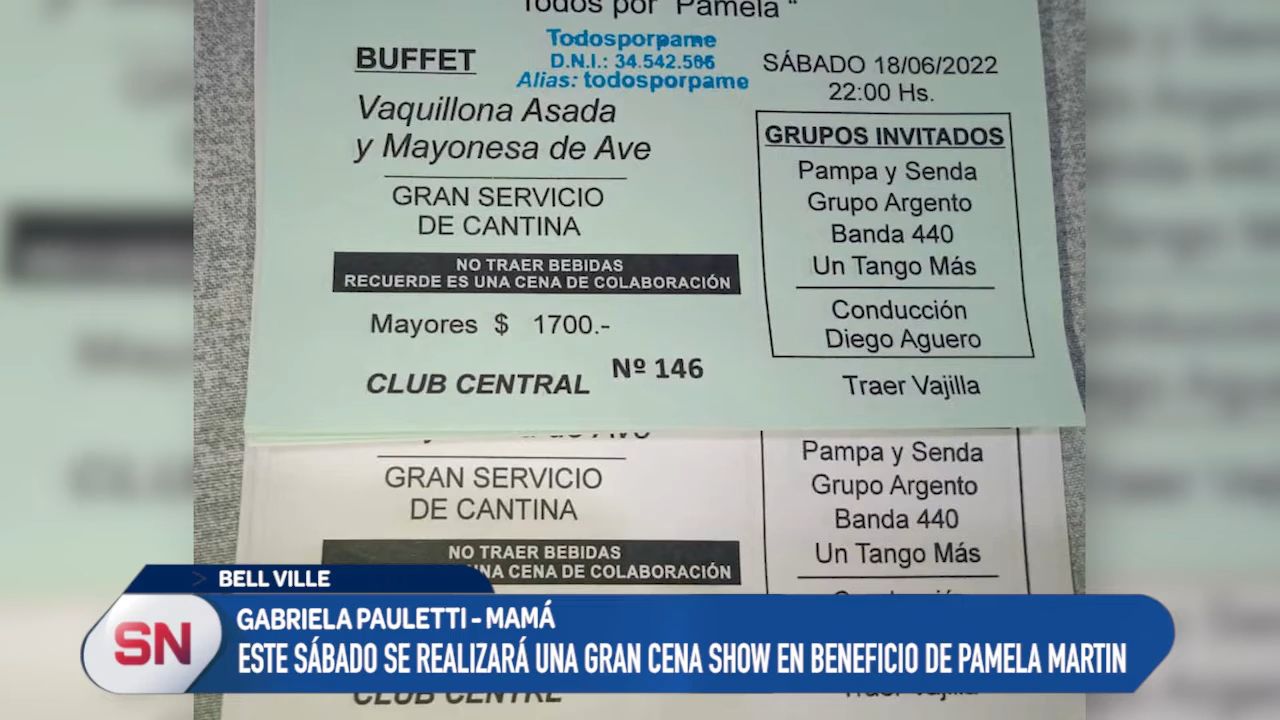 Todos por "Pamela "
Todosporpame
D.N.I.: 34.542.566
Alias: todosporpame
BUFFET
Vaquillona Asada
y Mayonesa de Ave
GRAN SERVICIO
DE CANTINA
NO TRAER BEBIDAS
RECUERDE ES UNA CENA DE COLABORACIÓN
Mayores $ 1700.-
Nº 146
CLUB CENTRAL
SÁBADO 18/06/2022
22:00 Hs.
GRUPOS INVITADOS
Pampa y Senda
Grupo Argento
Banda 440
Un Tango Más
Conducción
Diego Aguero
Traer Vajilla
GRAN SERVICIO
DE CANTINA
NO TRAER BEBIDAS
UNA CENA DE COLABORACIÓN
Pampa y Senda
Grupo Argento
Banda 440
Un Tango Más
> BELL VILLE
SN
GABRIELA PAULETTI - MAMÁ
ESTE SÁBADO SE REALIZARÁ UNA GRAN CENA SHOW EN BENEFICIO DE PAMELA MARTIN
CLUB CENTRAL
Traer Vajilla